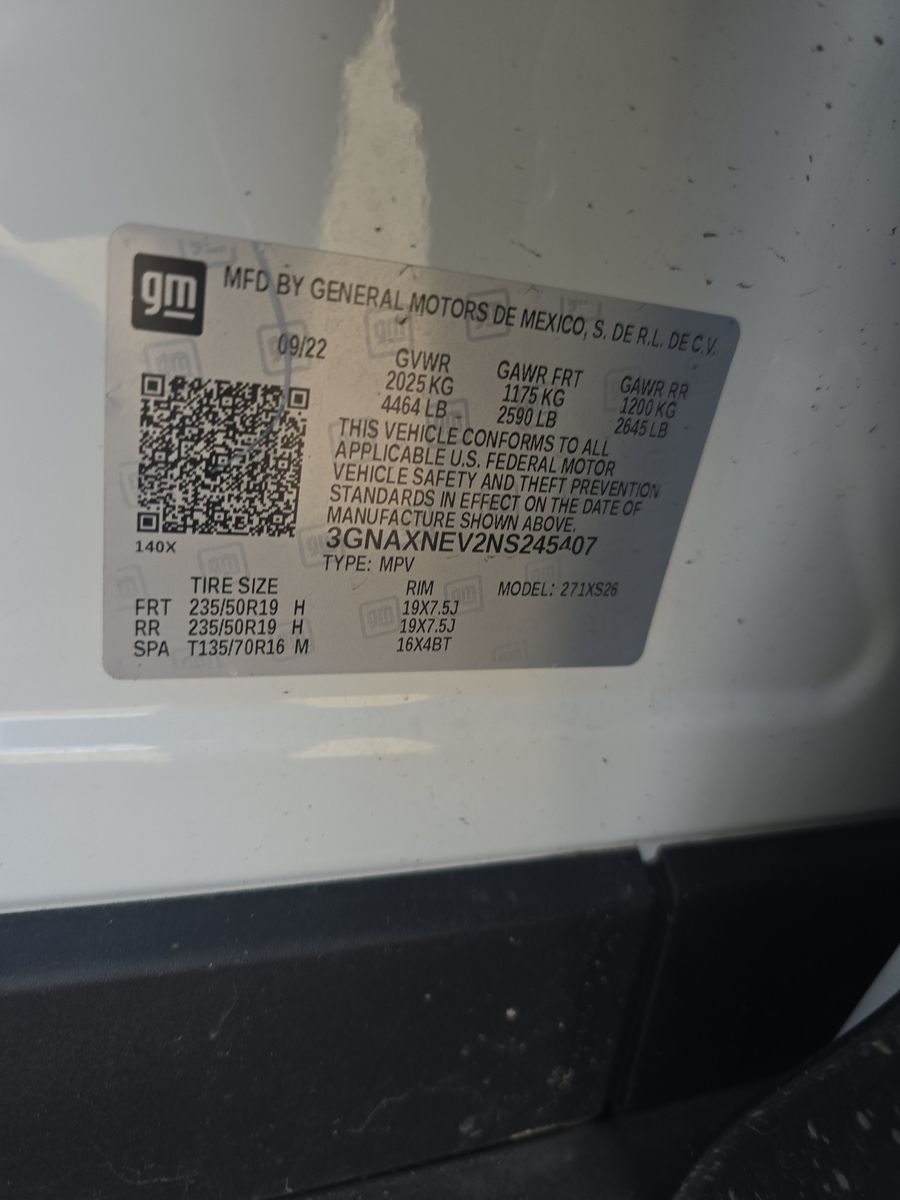 gm
MFD BY GENERAL MOTORS DE MEXICO, S. DE R.L. DE C.V.
09/22 GVWR GAWR FRT GAWR RR
2025 KG 1175 KG 1200 KG
4464 LB 2590 LB 2645 LB
THIS VEHICLE CONFORMS TO ALL
APPLICABLE U.S. FEDERAL MOTOR
VEHICLE SAFETY AND THEFT PREVENTION
STANDARDS IN EFFECT ON THE DATE OF
MANUFACTURE SHOWN ABOVE.
3GNAXNEV2NS245407
140X
TYPE: MPV
TIRE SIZE RIM MODEL: 271XS26
FRT 235/50R19 H 19X7.5J
RR 235/50R19 H 19X7.5J
SPA T135/70R16 M 16X4BT